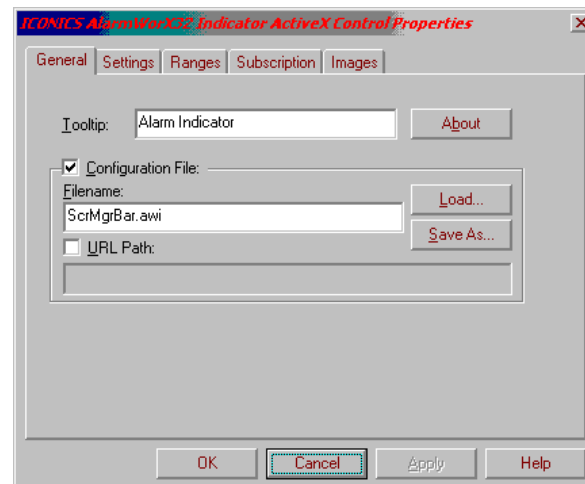 ICONICS AlarmWorX32 Indicator ActiveX Control Properties
General Settings Ranges Subscription Images
Tooltip: Alarm Indicator About
Configuration File:
Filename:
Load...
ScrMgrBar.awi
Save As...
URL Path:
OK Cancel Apply Help